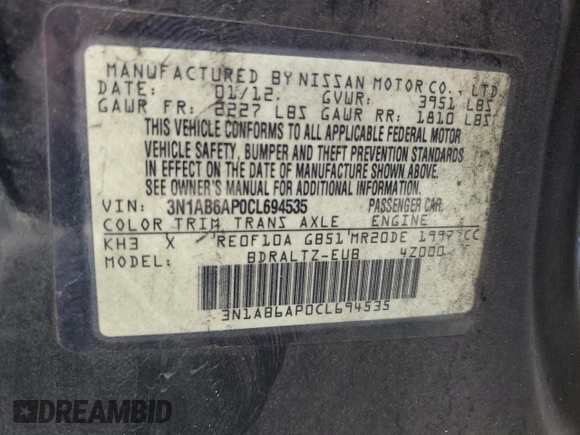 MANUFACTURED BY NISSAN MOTOR CO., LTD.
DATE: 01/12. GVWR: 3951 LBS
GAWR FR: 2227 LBS GAWR RR: 1810 LBS
THIS VEHICLE CONFORMS TO ALL APPLICABLE FEDERAL MOTOR
VEHICLE SAFETY, BUMPER AND THEFT PREVENTION STANDARDS
IN EFFECT ON THE DATE OF MANUFACTURE SHOWN ABOVE.
SEE OWNER'S MANUAL FOR ADDITIONAL INFORMATION.
VIN: 3N1AB6AP0CL694535 PASSENGER CAR
COLOR TRIM TRANS AXLE ENGINE
KH3 X RE0F10A GB51 MR20DE 1997 CC
MODEL: BDRALTZ-EUB 4Z000
3N1AB6AP0CL694535
DREAMBID